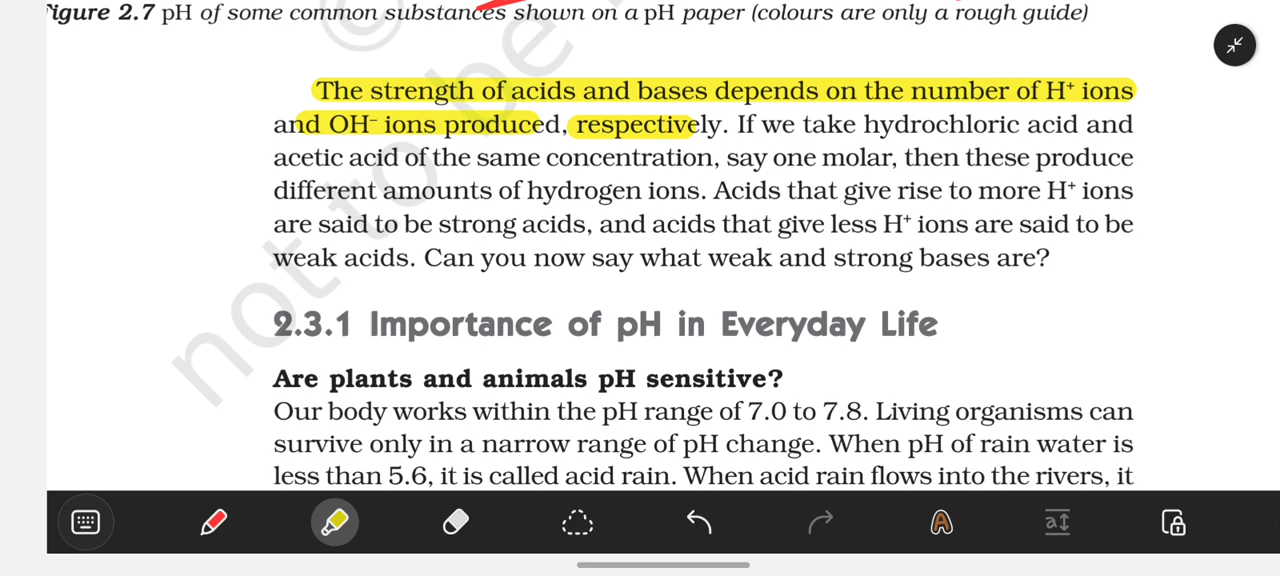 igure 2.7 pH of some common substances shown on a pH paper (colours are only a rough guide)
The strength of acids and bases depends on the number of H⁺ ions
and OH⁻ ions produced, respectively. If we take hydrochloric acid and
acetic acid of the same concentration, say one molar, then these produce
different amounts of hydrogen ions. Acids that give rise to more H⁺ ions
are said to be strong acids, and acids that give less H⁺ ions are said to be
weak acids. Can you now say what weak and strong bases are?
2.3.1 Importance of pH in Everyday Life
Are plants and animals pH sensitive?
Our body works within the pH range of 7.0 to 7.8. Living organisms can
survive only in a narrow range of pH change. When pH of rain water is
less than 5.6, it is called acid rain. When acid rain flows into the rivers, it
©
not to be
A
a